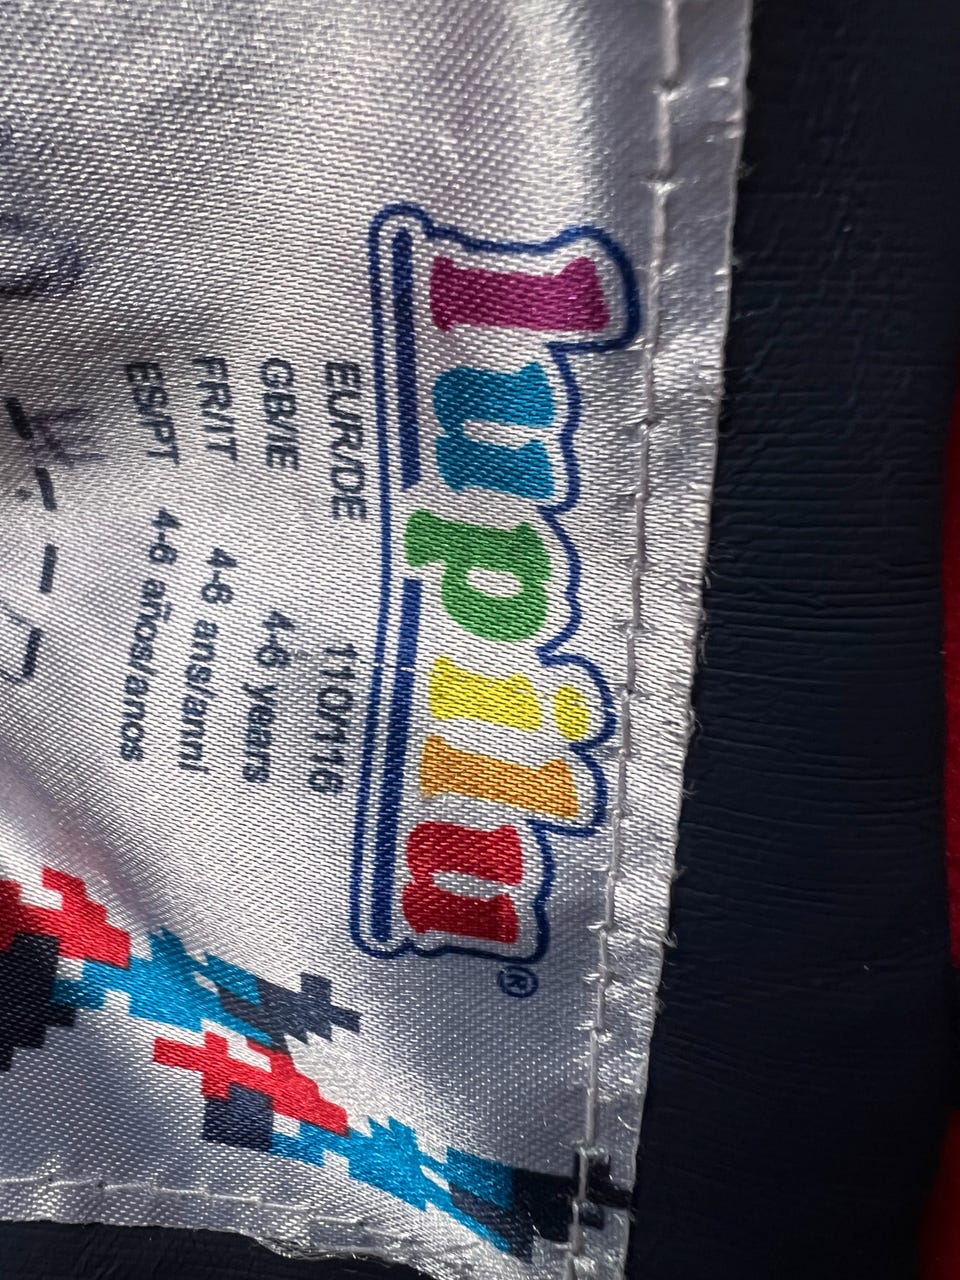 lupilu®
EUR/DE 110/116
GB/IE 4-6 years
FR/IT 4-6 ans/anni
ES/PT 4-6 años/anos